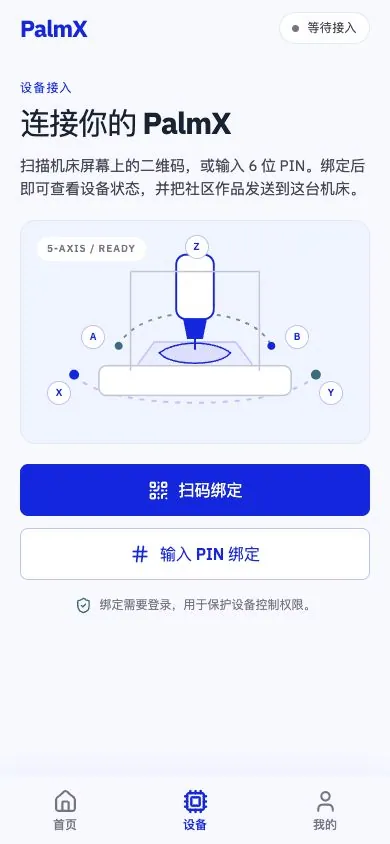 PalmX
等待接入
设备接入
连接你的 PalmX
扫描机床屏幕上的二维码，或输入 6 位 PIN。绑定后
即可查看设备状态，并把社区作品发送到这台机床。
5-AXIS / READY
Z
A
B
X
Y
扫码绑定
输入 PIN 绑定
绑定需要登录，用于保护设备控制权限。
首页
设备
我的